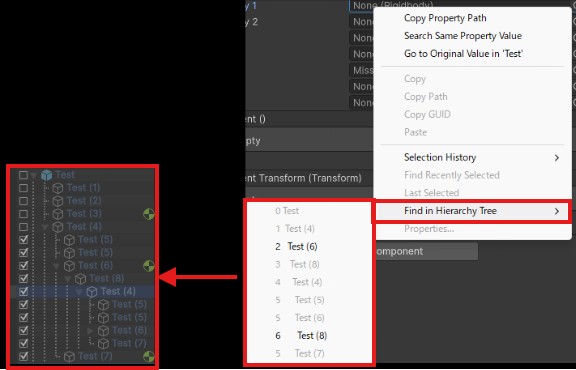 y 1
None (Rigidbody)
y 2
None
None
None
Miss
None
None
ent ()
mpty
ent Transform (Transform)
omponent
Copy Property Path
Search Same Property Value
Go to Original Value in 'Test'
Copy
Copy Path
Copy GUID
Paste
Selection History
Find Recently Selected
Last Selected
Find in Hierarchy Tree
Properties...
0 Test
1 Test (4)
2 Test (6)
3 Test (8)
4 Test (4)
5 Test (5)
5 Test (6)
6 Test (8)
5 Test (7)
Test
Test (1)
Test (2)
Test (3)
Test (4)
Test (5)
Test (5)
Test (6)
Test (8)
Test (4)
Test (5)
Test (5)
Test (6)
Test (7)
Test (7)